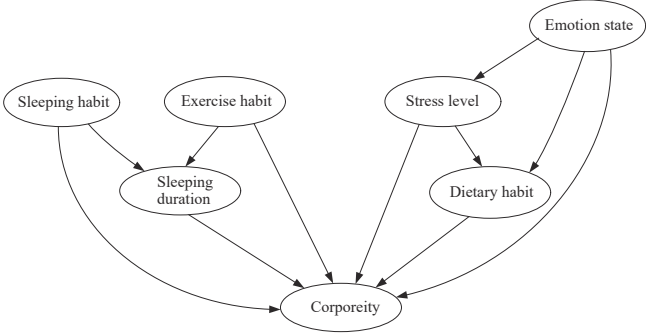 Emotion state
Sleeping habit
Exercise habit
Stress level
Sleeping
duration
Dietary habit
Corporeity